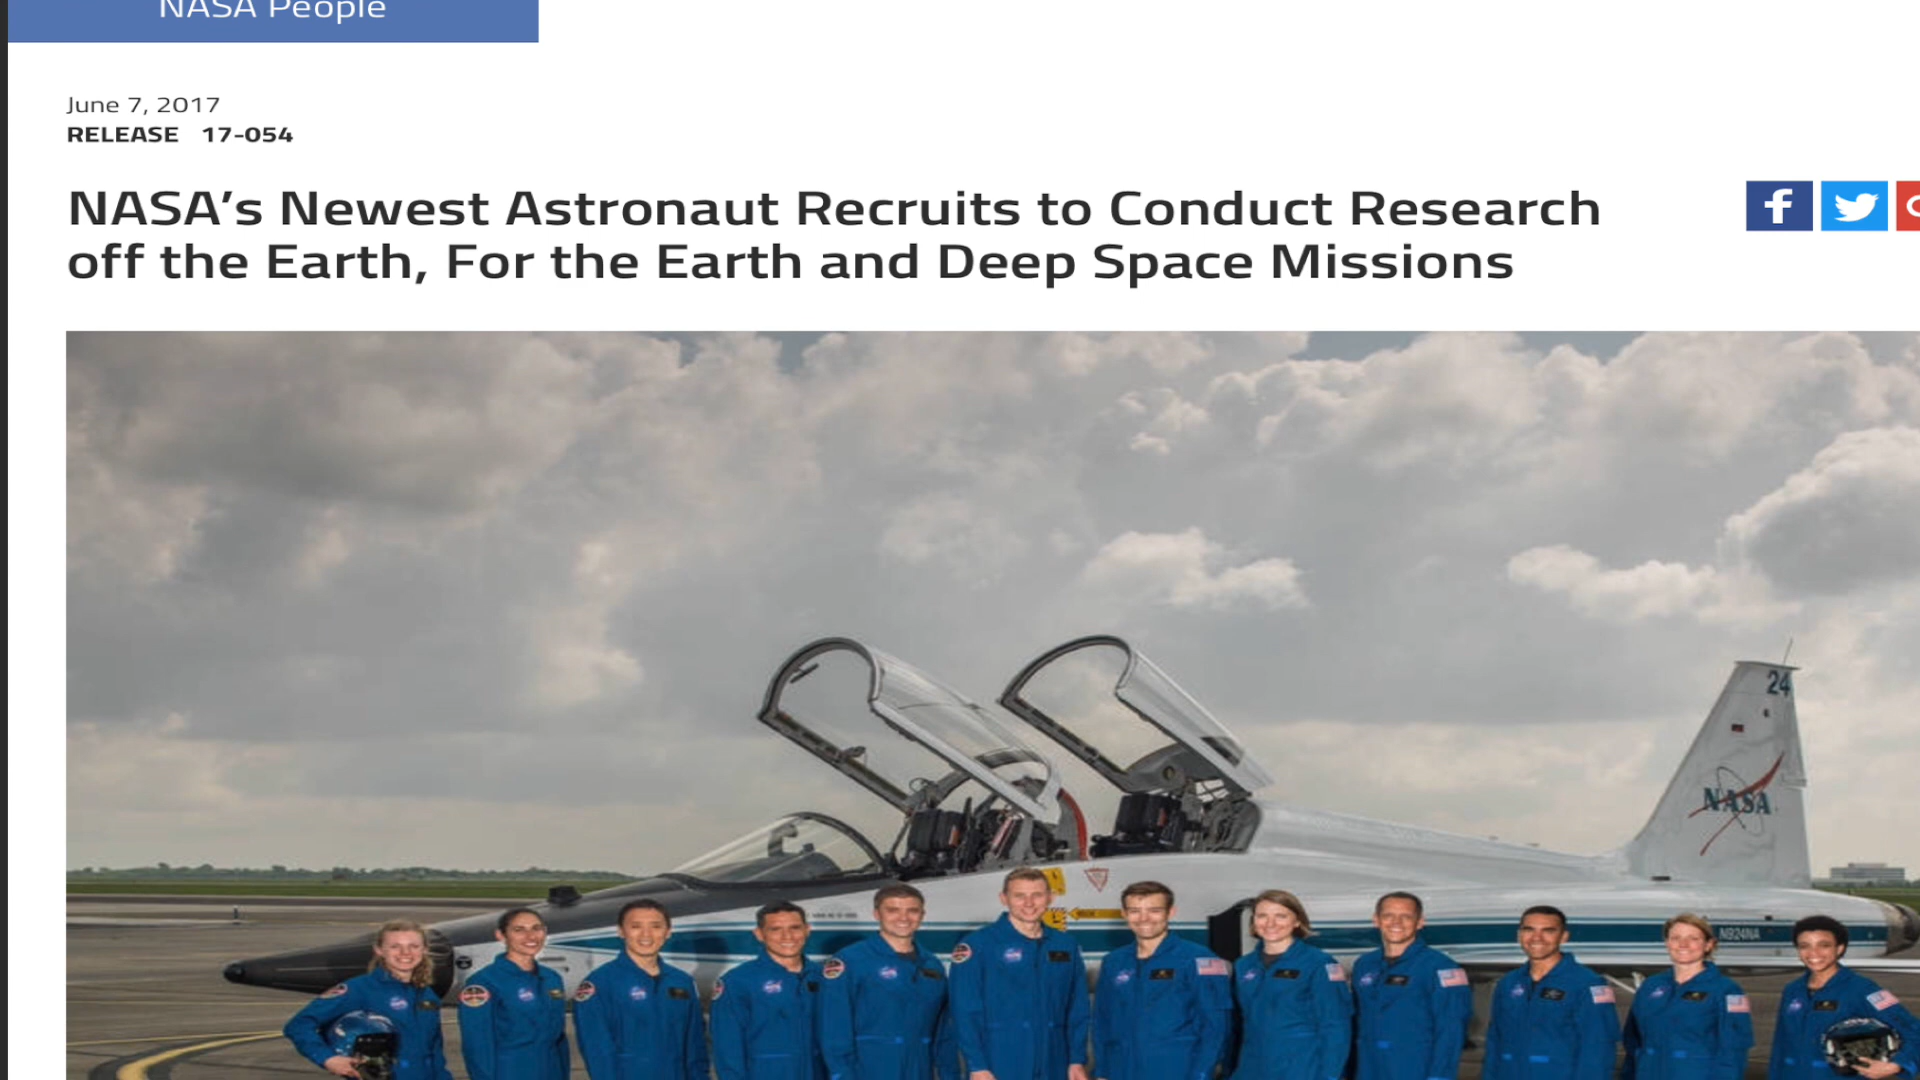 NASA People
June 7, 2017
RELEASE 17-054
NASA's Newest Astronaut Recruits to Conduct Research
off the Earth, For the Earth and Deep Space Missions
24
NASA
N924NA